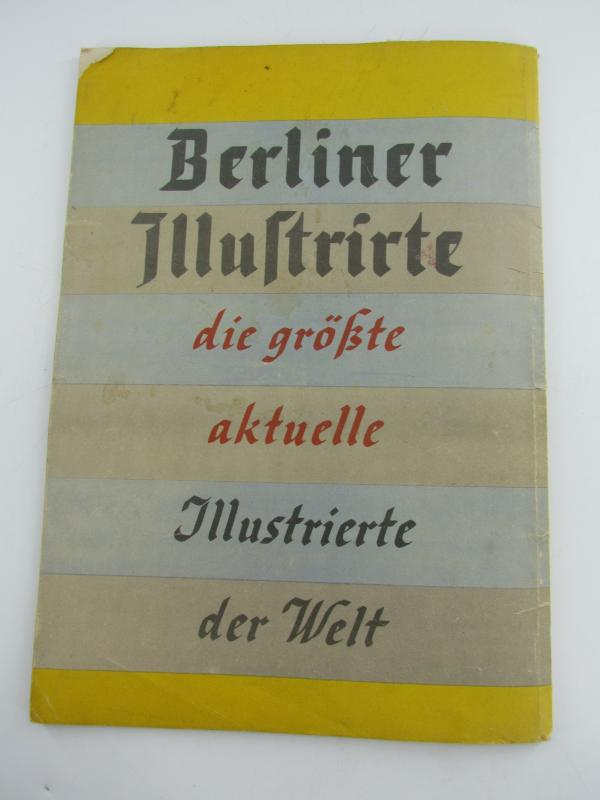 Berliner
Illuſtrirte
die größte
aktuelle
Illustrierte
der Welt